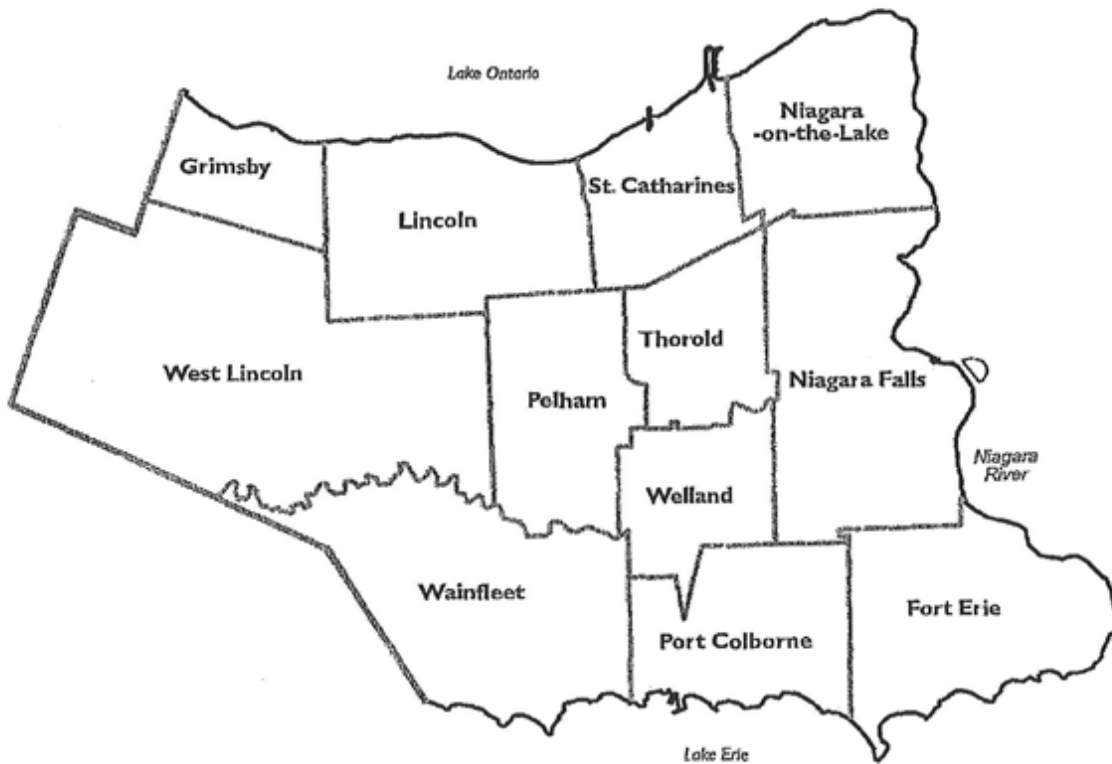 Lake Ontario
Niagara
-on-the-Lake
Grimsby
St. Catharines
Lincoln
Thorold
West Lincoln
Niagara Falls
Pelham
Niagara
River
Welland
Wainfleet
Fort Erie
Port Colborne
Lake Erie